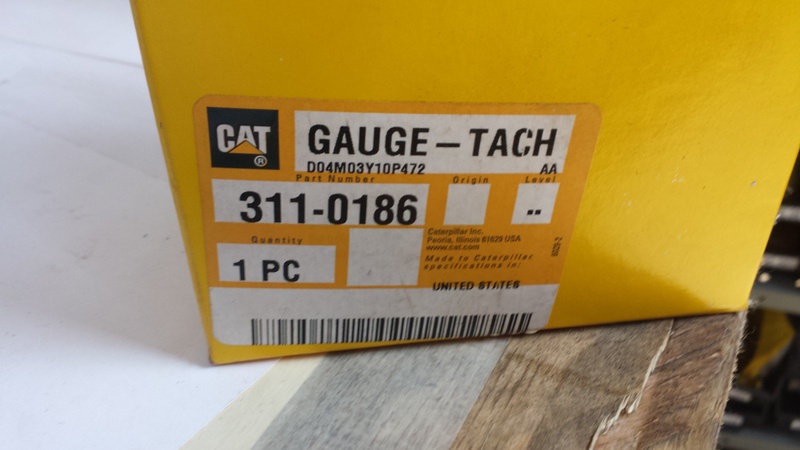 CAT ®
GAUGE-TACH
D04M03Y10P472 AA
Part Number Origin Level
311-0186 --
Quantity
1 PC
Caterpillar Inc.
Peoria, Illinois 61629 USA
www.cat.com
Made to Caterpillar
specifications in:
UNITED STATES